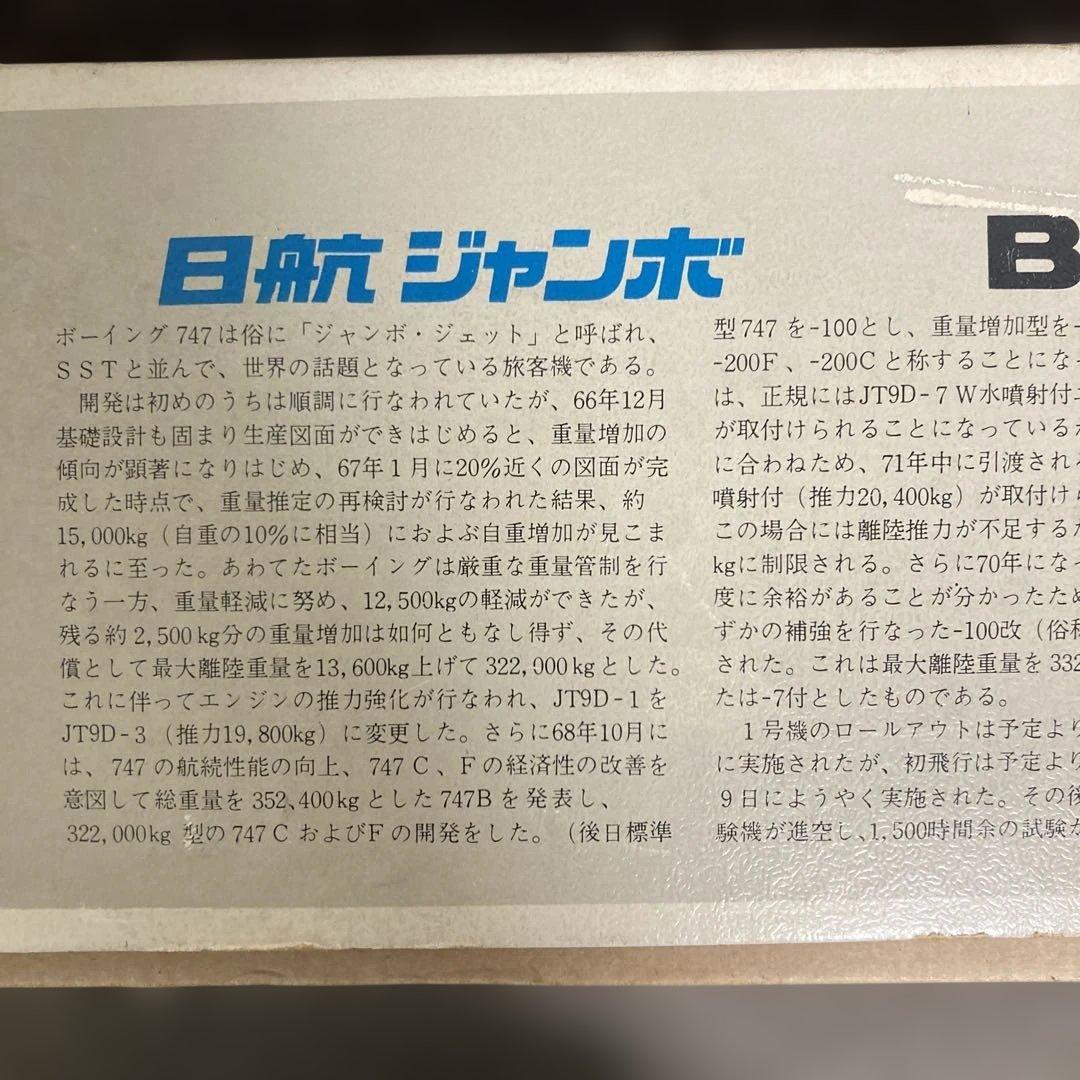 日航 ジャンボ
B
ボーイング747は俗に「ジャンボ・ジェット」と呼ばれ、
SSTと並んで、世界の話題となっている旅客機である。
開発は初めのうちは順調に行なわれていたが、66年12月
基礎設計も固まり生産図面ができはじめると、重量増加の
傾向が顕著になりはじめ、67年1月に20%近くの図面が完
成した時点で、重量推定の再検討が行なわれた結果、約
15,000kg（自重の10%に相当）におよぶ自重増加が見こま
れるに至った。あわてたボーイングは厳重な重量管制を行
なう一方、重量軽減に努め、12,500kgの軽減ができたが、
残る約2,500kg分の重量増加は如何ともなし得ず、その代
償として最大離陸重量を13,600kg上げて322,000kgとした。
これに伴ってエンジンの推力強化が行なわれ、JT9D-1を
JT9D-3（推力19,800kg）に変更した。さらに68年10月に
は、747の航続性能の向上、747C、Fの経済性の改善を
意図して総重量を352,400kgとした747Bを発表し、
322,000kg 型の747CおよびFの開発をした。（後日標準
型747を-100とし、重量増加型を-
-200F、-200Cと称することにな
は、正規にはJT9D-7W水噴射付
が取付けられることになっている
に合わねため、71年中に引渡され
噴射付（推力20,400kg）が取付け
この場合には離陸推力が不足する
kgに制限される。さらに70年にな
度に余裕があることが分かったた
ずかの補強を行なった-100改（俗
された。これは最大離陸重量を332
たは-7付としたものである。
1号機のロールアウトは予定より
に実施されたが、初飛行は予定より
9日にようやく実施された。その後
験機が進空し、1,500時間余の試験